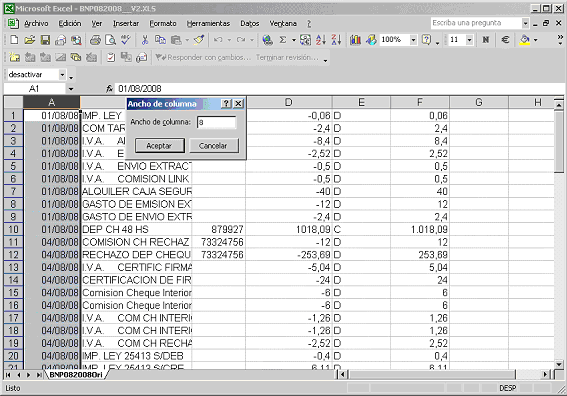 Microsoft Excel - BNP082008__V2.XLS
Archivo Edición Ver Insertar Formato Herramientas Datos Ventana ? Escriba una pregunta
100% 11 N €
Responder con cambios... Terminar revisión...
desactivar
A1 fx 01/08/2008
A D E F G H
Ancho de columna ? X
Ancho de columna: 8
Aceptar Cancelar
1 01/08/08 IMP. LEY -0,06 D 0,06
2 01/08/08 COM TAR -2,4 D 2,4
3 01/08/08 I.V.A. -8,4 D 8,4
4 01/08/08 I.V.A. E -2,52 D 2,52
5 01/08/08 I.V.A. ENVIO EXTRACT -0,5 D 0,5
6 01/08/08 I.V.A. COMISION LINK -0,5 D 0,5
7 01/08/08 ALQUILER CAJA SEGUR -40 D 40
8 01/08/08 GASTO DE EMISION EX -12 D 12
9 01/08/08 GASTO DE ENVIO EXTR -2,4 D 2,4
10 01/08/08 DEP CH 48 HS 879927 1018,09 C 1.018,09
11 04/08/08 COMISION CH RECHAZ 73324756 -12 D 12
12 04/08/08 RECHAZO DEP CHEQU 73324756 -253,69 D 253,69
13 04/08/08 I.V.A. CERTIFIC FIRMA -5,04 D 5,04
14 04/08/08 CERTIFICACION DE FIR -24 D 24
15 04/08/08 Comision Cheque Interior -6 D 6
16 04/08/08 Comision Cheque Interior -6 D 6
17 04/08/08 I.V.A. COM CH INTERI -1,26 D 1,26
18 04/08/08 I.V.A. COM CH INTERI -1,26 D 1,26
19 04/08/08 I.V.A. COM CH RECHA -2,52 D 2,52
20 04/08/08 IMP. LEY 25413 S/DEB -0,4 D 0,4
21 04/08/08 IMP. LEY 25413 S/CRE -6,11 D 6,11
BNP082008Ori
Listo DESP